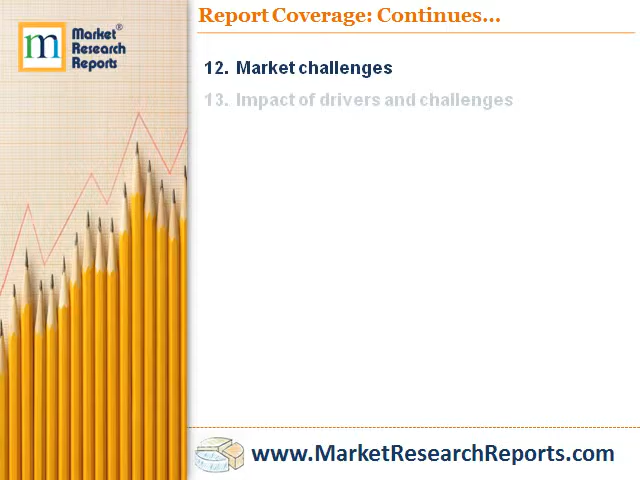 Report Coverage: Continues...
m
Market®
Research
Reports
12. Market challenges
13. Impact of drivers and challenges
www.MarketResearchReports.com